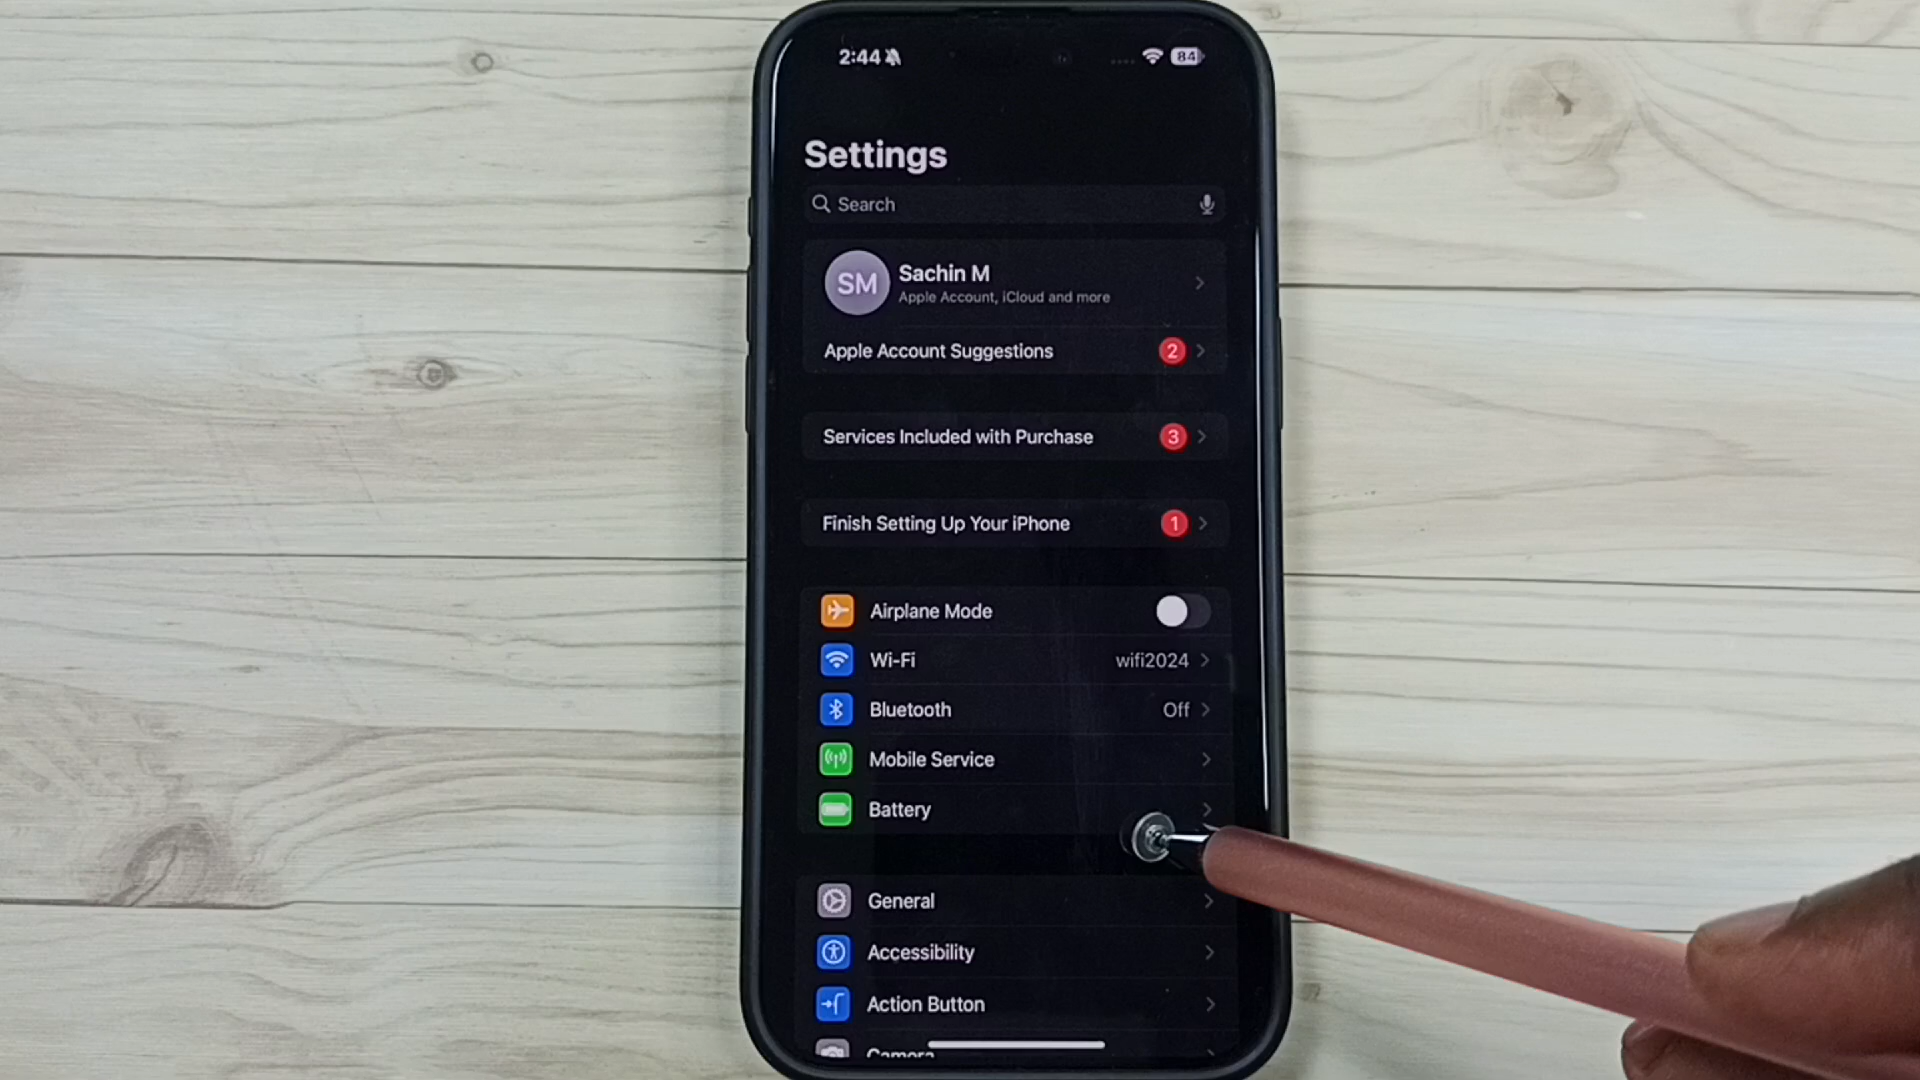 2:44
84
Settings
Search
SM
Sachin M
Apple Account, iCloud and more
Apple Account Suggestions 2
Services Included with Purchase 3
Finish Setting Up Your iPhone 1
Airplane Mode
Wi-Fi wifi2024
Bluetooth Off
Mobile Service
Battery
General
Accessibility
Action Button
Camera